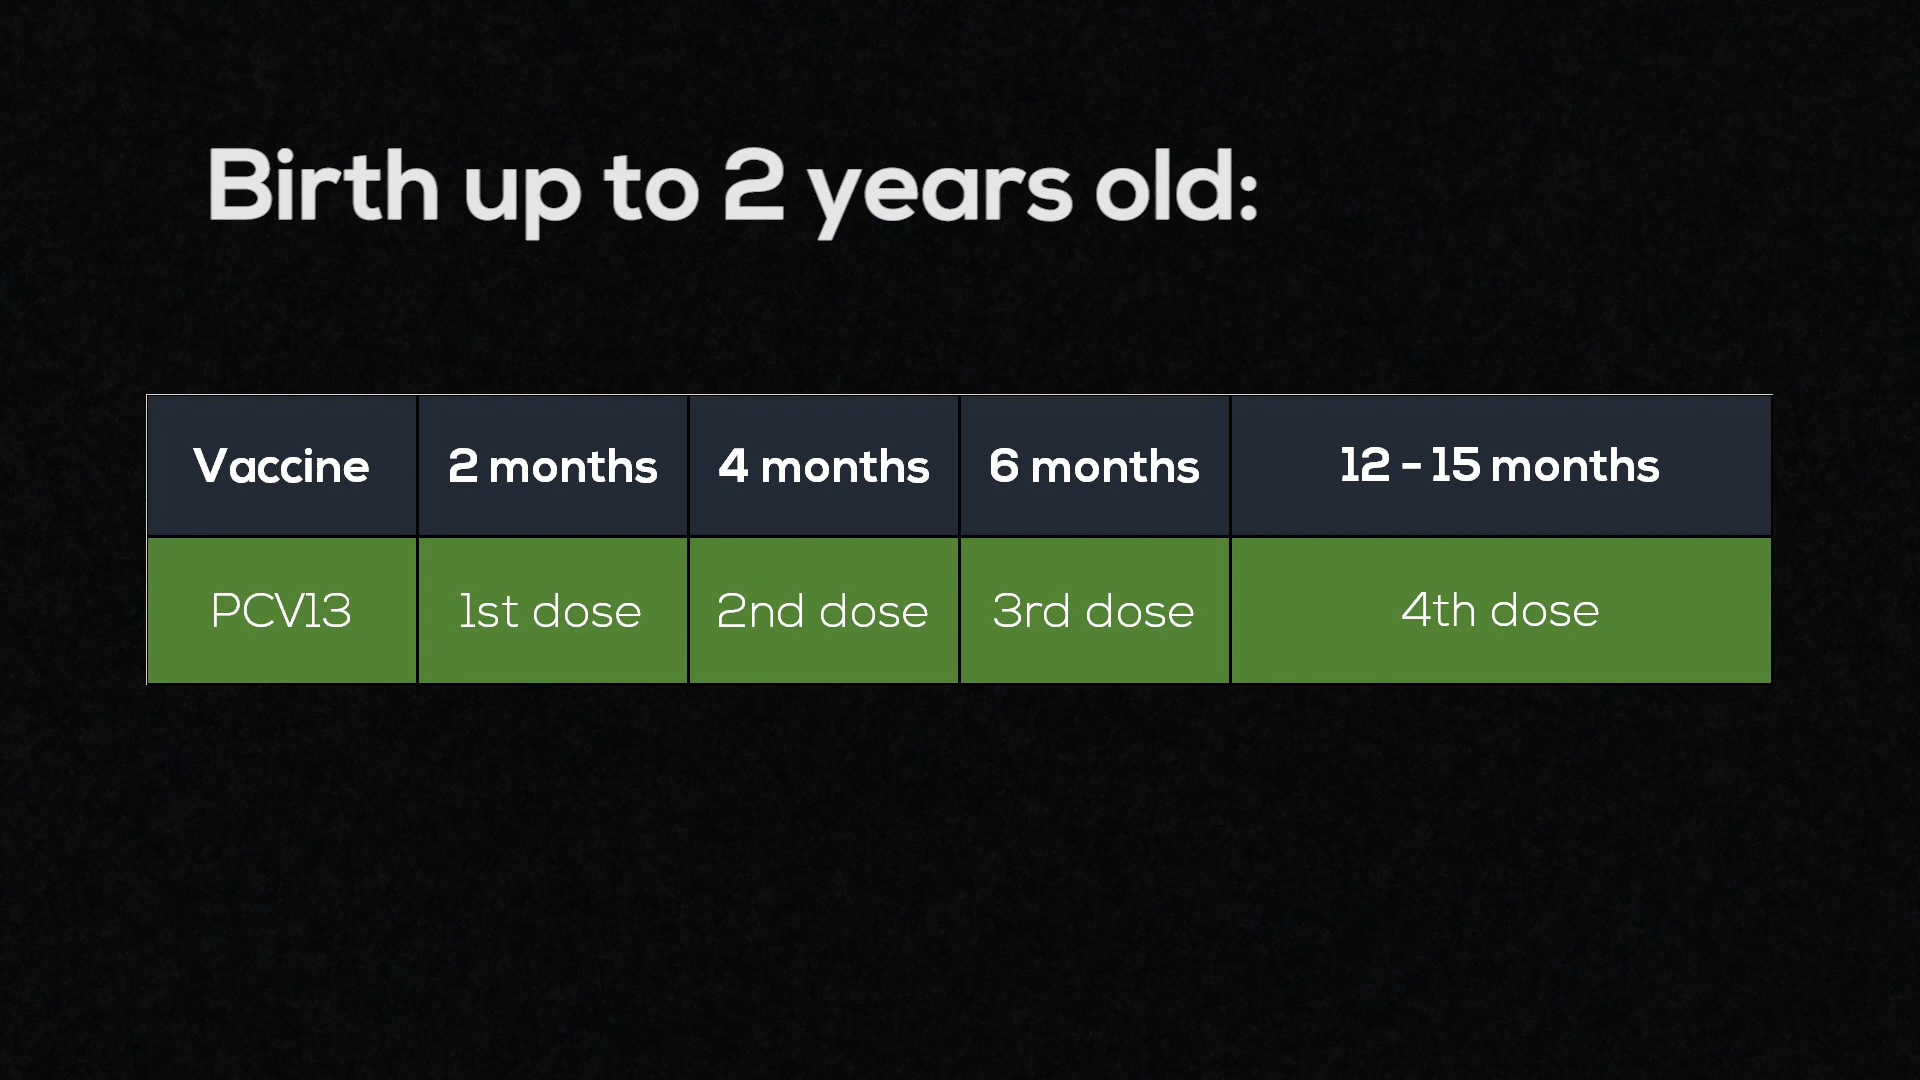 Birth up to 2 years old:
Vaccine 2 months 4 months 6 months 12 - 15 months
PCV13 1st dose 2nd dose 3rd dose 4th dose